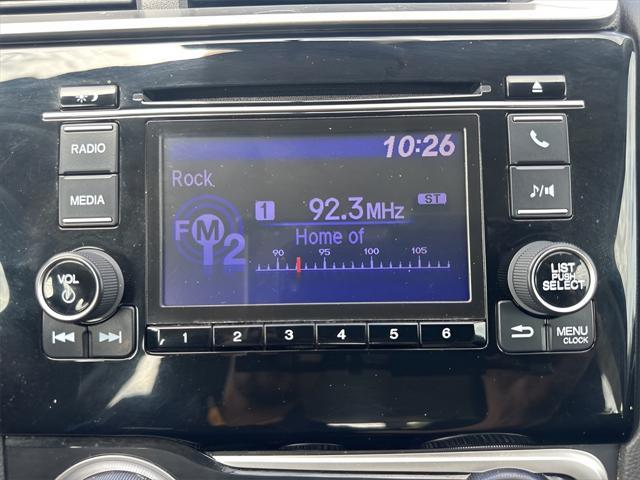 10:26
RADIO
Rock
MEDIA
1 92.3MHz ST
FM2
Home of
90 95 100 105
VOL
LIST
PUSH
SELECT
1 2 3 4 5 6
MENU
CLOCK